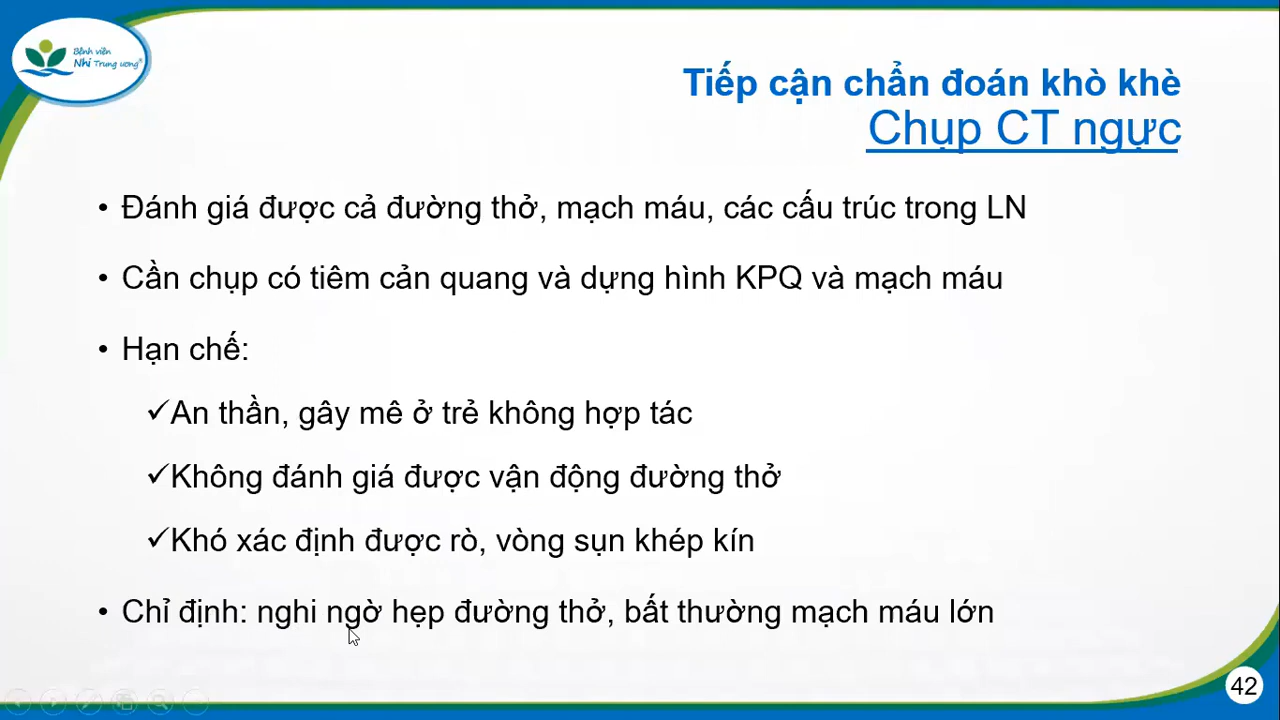 Bệnh viện
Nhi Trung ương®
Tiếp cận chẩn đoán khò khè
Chụp CT ngực
• Đánh giá được cả đường thở, mạch máu, các cấu trúc trong LN
• Cần chụp có tiêm cản quang và dựng hình KPQ và mạch máu
• Hạn chế:
✓An thần, gây mê ở trẻ không hợp tác
✓Không đánh giá được vận động đường thở
✓Khó xác định được rò, vòng sụn khép kín
• Chỉ định: nghi ngờ hẹp đường thở, bất thường mạch máu lớn
42